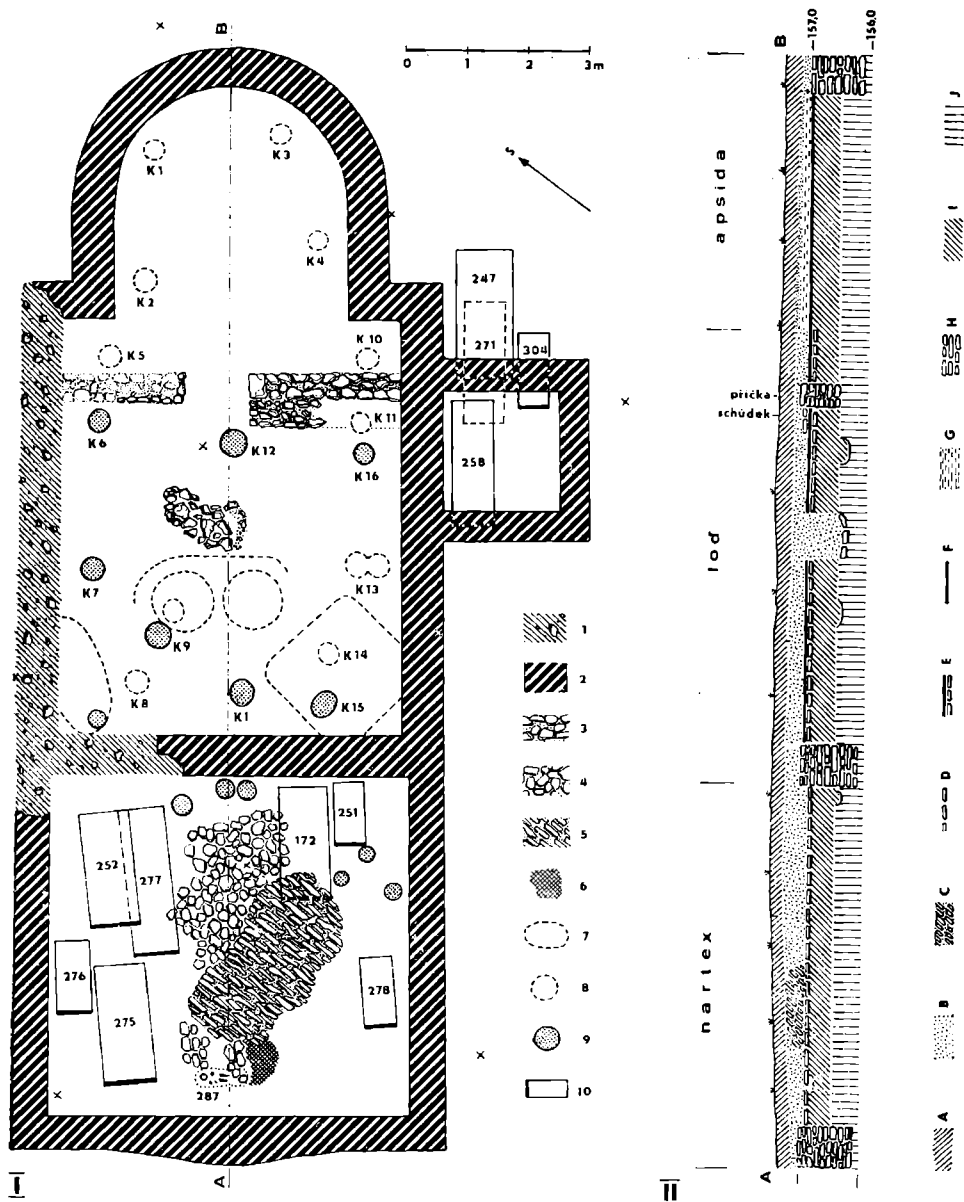 B
0 1 2 3 m
S
K1
K3
K4
K2
K5
K10
247
271
304
K6
K11
K12
K16
258
K7
K13
K9
K14
K8
K1
K15
252
277
172
251
276
275
278
287
A
I
1
2
3
4
5
6
7
8
9
10
B
–157,0
–156,0
apsida
příčka
schůdek
loď
nartex
A
II
A
B
C
D
E
F
G
H
I
J